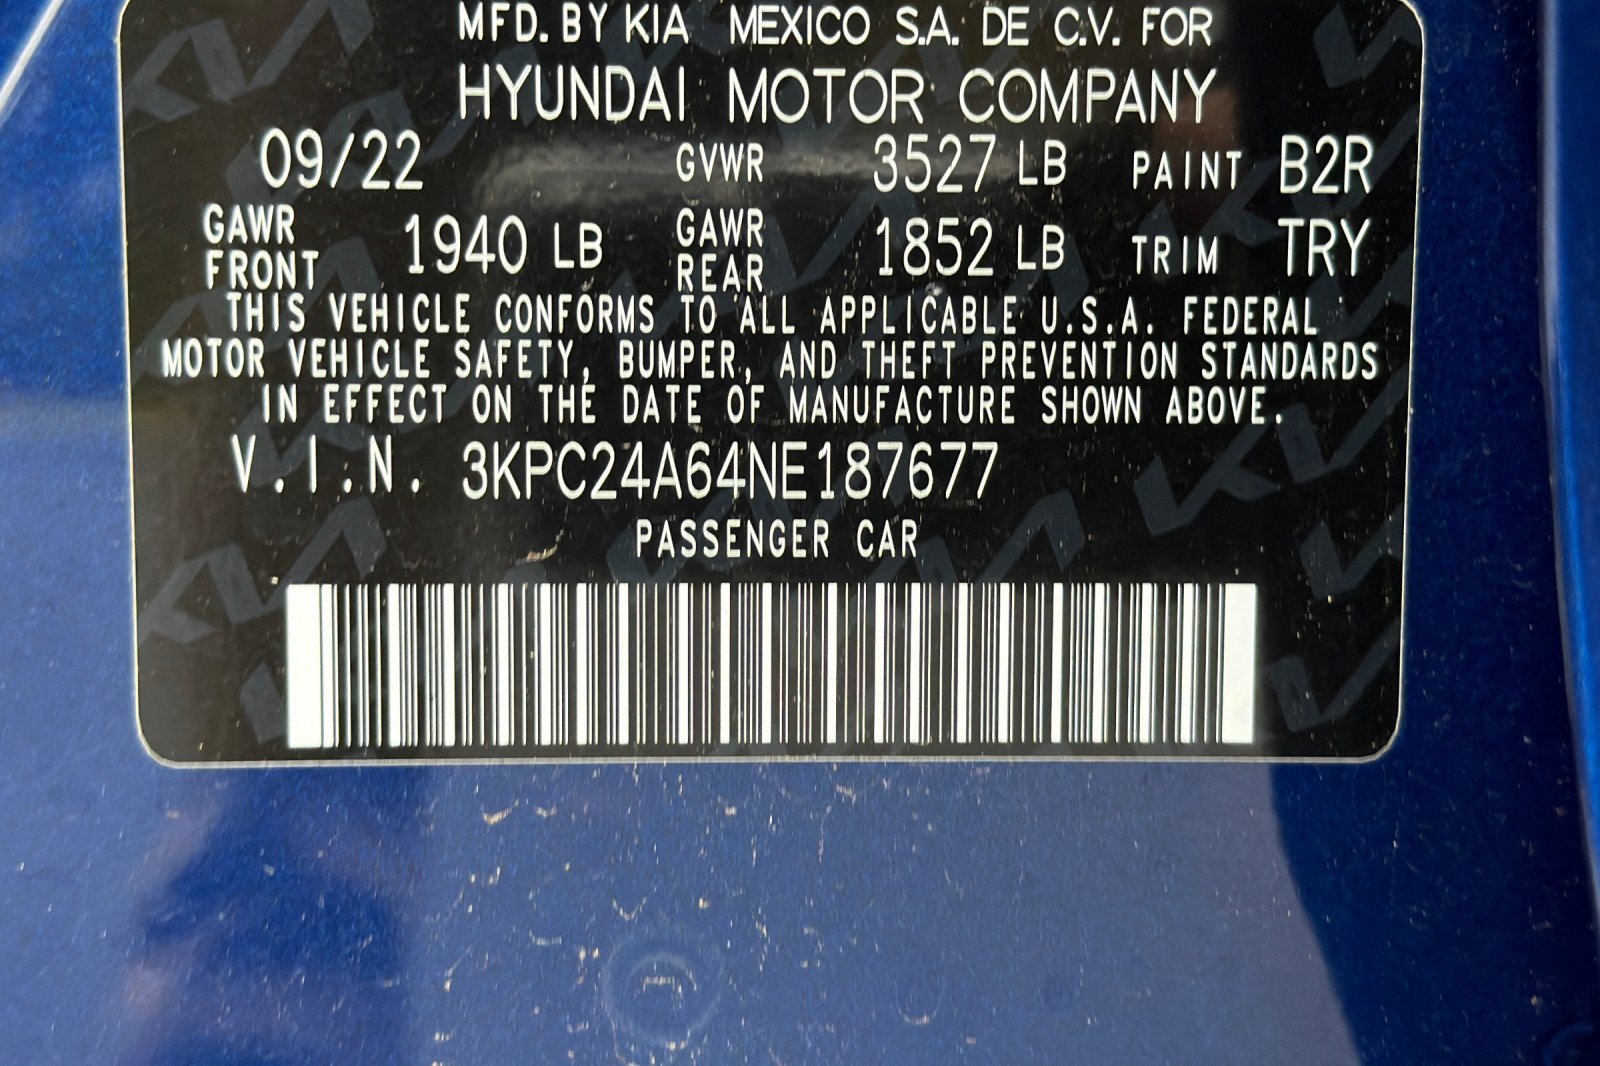 MFD. BY KIA MEXICO S.A. DE C.V. FOR
HYUNDAI MOTOR COMPANY
09/22 GVWR 3527 LB PAINT B2R
GAWR FRONT 1940 LB GAWR REAR 1852 LB TRIM TRY
THIS VEHICLE CONFORMS TO ALL APPLICABLE U.S.A. FEDERAL
MOTOR VEHICLE SAFETY, BUMPER, AND THEFT PREVENTION STANDARDS
IN EFFECT ON THE DATE OF MANUFACTURE SHOWN ABOVE.
V.I.N. 3KPC24A64NE187677
PASSENGER CAR